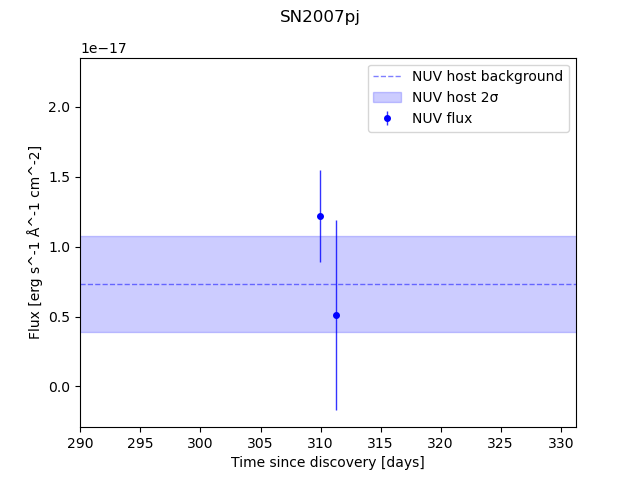 SN2007pj
1e−17
NUV host background
NUV host 2σ
NUV flux
2.0
1.5
1.0
0.5
0.0
Flux [erg s^-1 Å^-1 cm^-2]
290 295 300 305 310 315 320 325 330
Time since discovery [days]